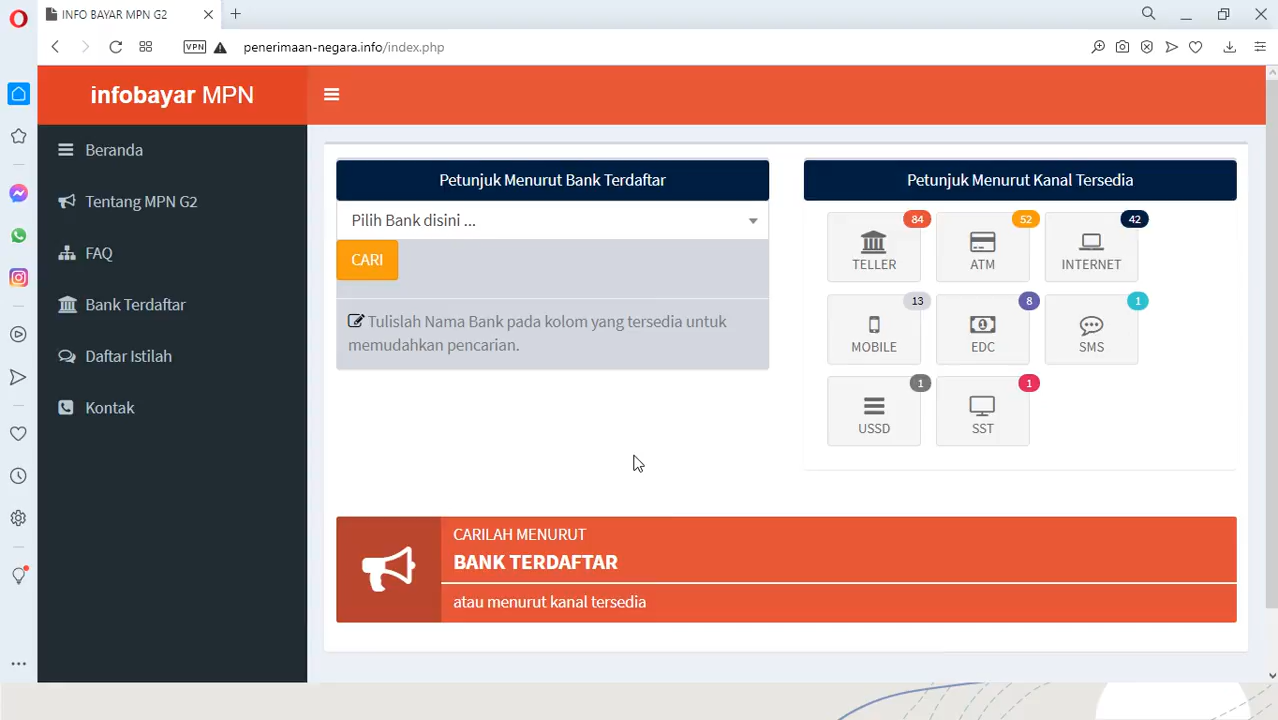 INFO BAYAR MPN G2
VPN
penerimaan-negara.info/index.php
infobayar MPN
Beranda
Tentang MPN G2
FAQ
Bank Terdaftar
Daftar Istilah
Kontak
Petunjuk Menurut Bank Terdaftar
Pilih Bank disini ...
CARI
Tulislah Nama Bank pada kolom yang tersedia untuk
memudahkan pencarian.
Petunjuk Menurut Kanal Tersedia
84 52 42
TELLER ATM INTERNET
13 8 1
MOBILE EDC SMS
1 1
USSD SST
CARILAH MENURUT
BANK TERDAFTAR
atau menurut kanal tersedia